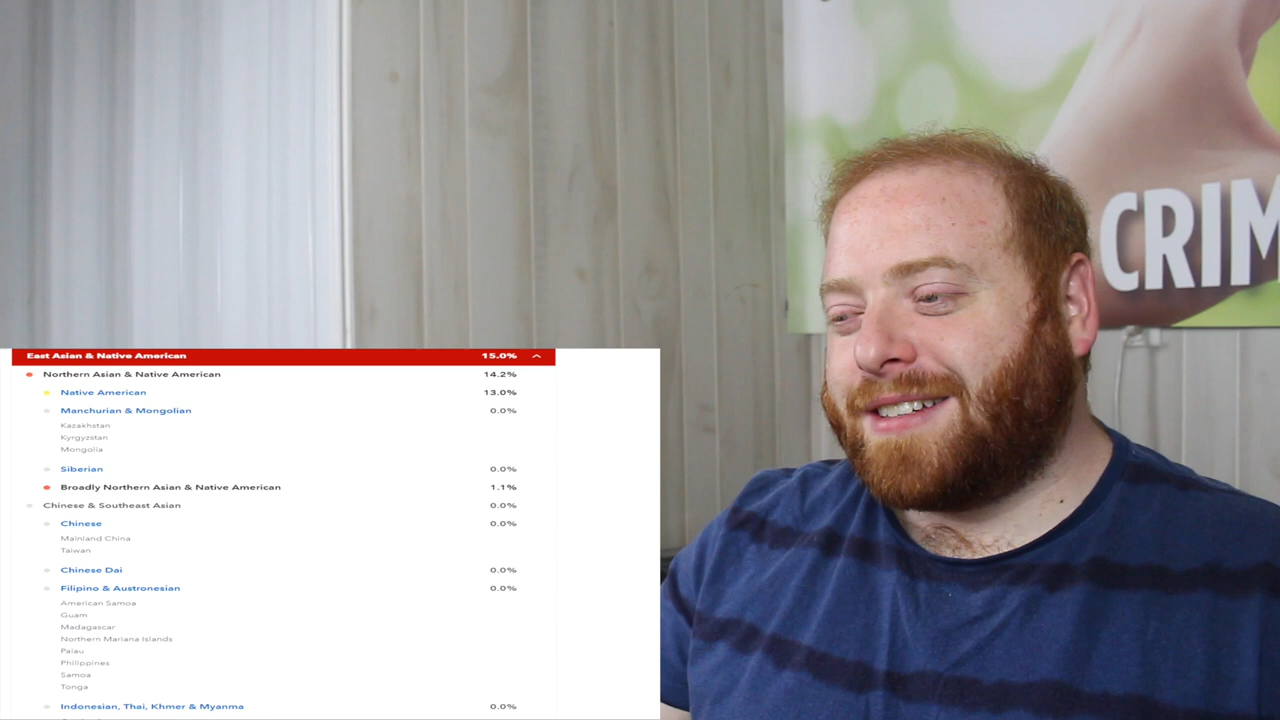 CRIM
East Asian & Native American 15.0%
Northern Asian & Native American 14.2%
Native American 13.0%
Manchurian & Mongolian 0.0%
Kazakhstan
Kyrgyzstan
Mongolia
Siberian 0.0%
Broadly Northern Asian & Native American 1.1%
Chinese & Southeast Asian 0.0%
Chinese 0.0%
Mainland China
Taiwan
Chinese Dai 0.0%
Filipino & Austronesian 0.0%
American Samoa
Guam
Madagascar
Northern Mariana Islands
Palau
Philippines
Samoa
Tonga
Indonesian, Thai, Khmer & Myanma 0.0%